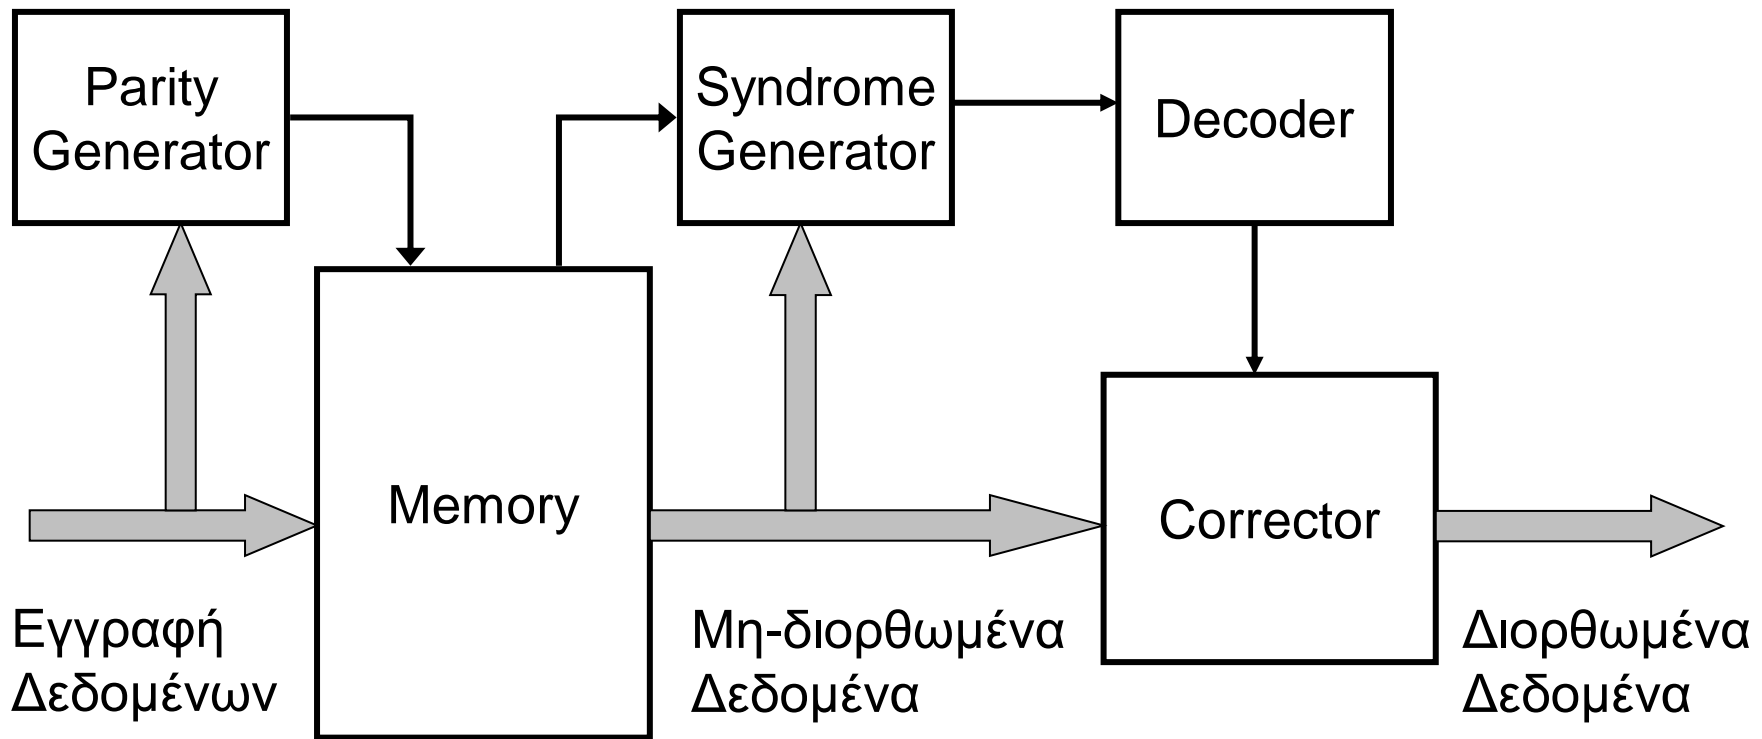 Parity
Generator
Syndrome
Generator
Decoder
Memory
Corrector
Εγγραφή
Δεδομένων
Μη-διορθωμένα
Δεδομένα
Διορθωμένα
Δεδομένα